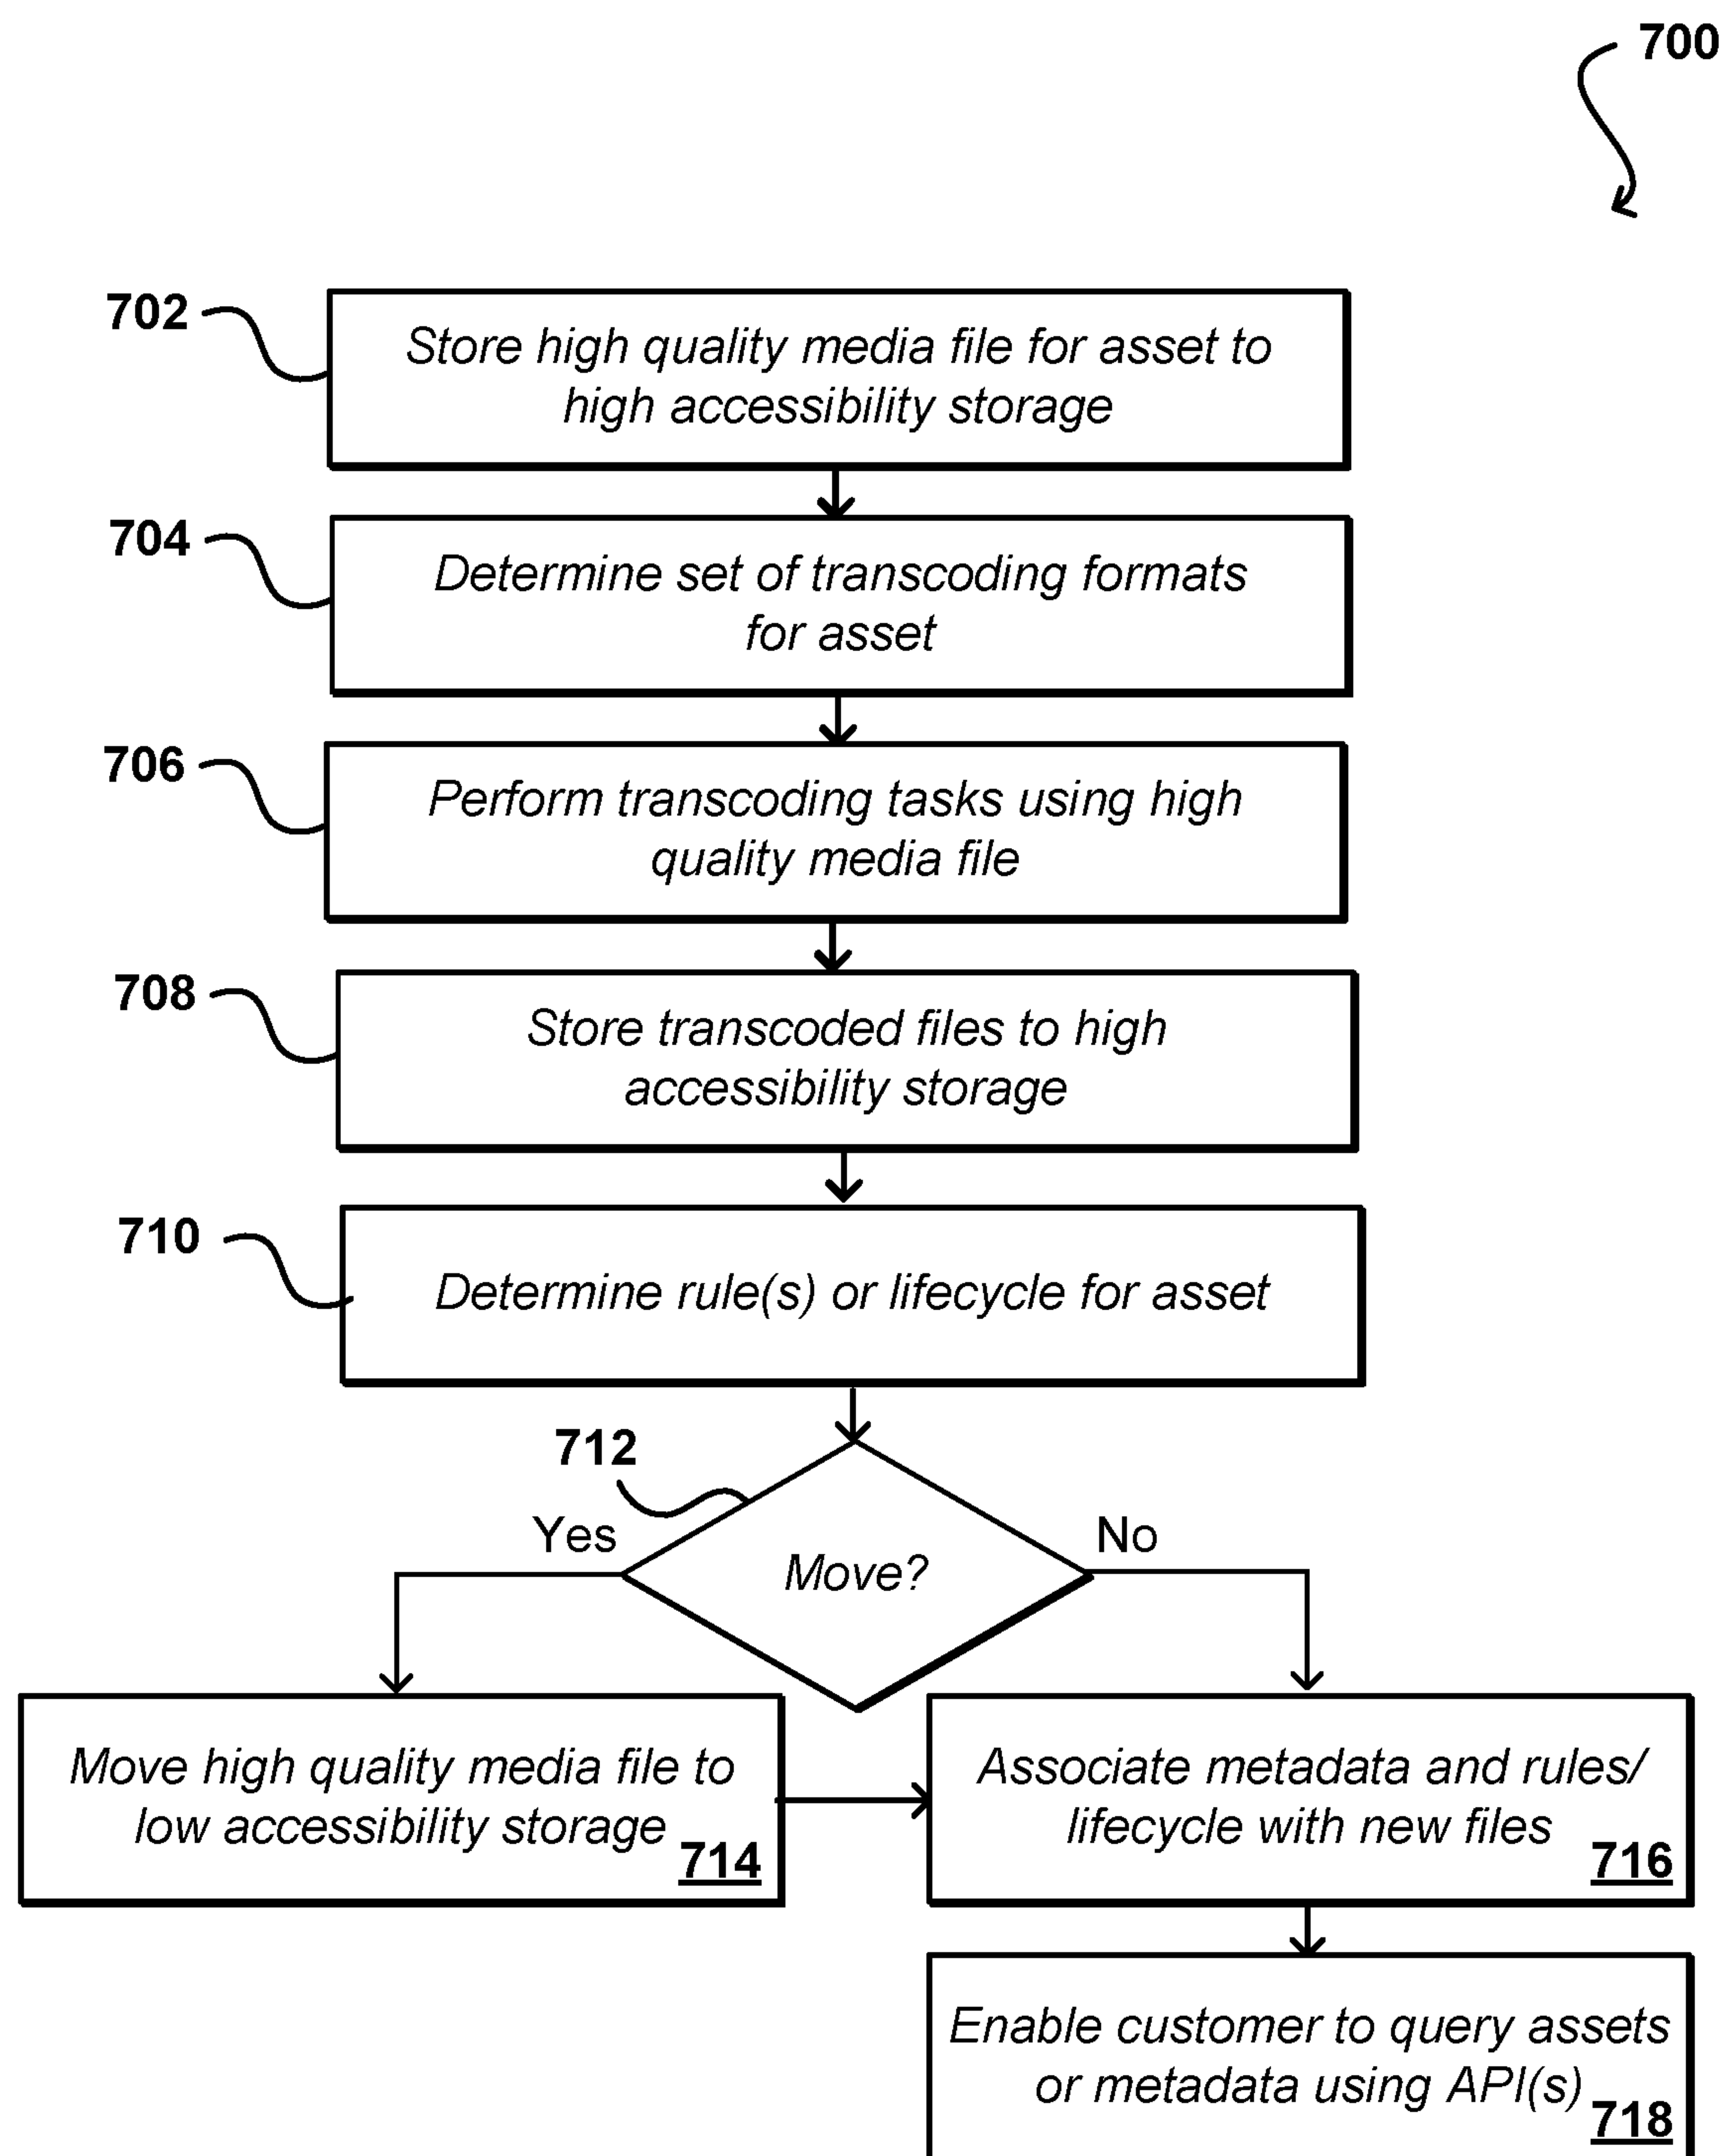 700
702
Store high quality media file for asset to
high accessibility storage
704
Determine set of transcoding formats
for asset
706
Perform transcoding tasks using high
quality media file
708
Store transcoded files to high
accessibility storage
710
Determine rule(s) or lifecycle for asset
712
Yes
Move?
No
Move high quality media file to
low accessibility storage
714
Associate metadata and rules/
lifecycle with new files
716
Enable customer to query assets
or metadata using API(s)
718